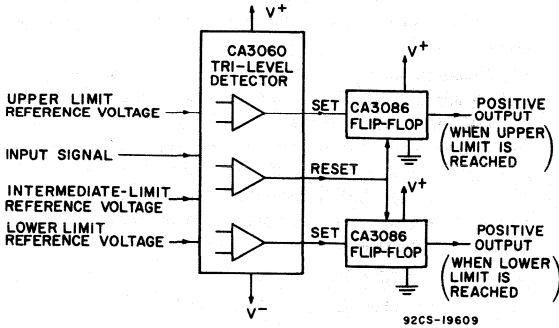 V+
CA3060
TRI-LEVEL
DETECTOR
V+
UPPER LIMIT
REFERENCE VOLTAGE
SET
CA3086
FLIP-FLOP
POSITIVE
OUTPUT
(WHEN UPPER
LIMIT IS
REACHED)
INPUT SIGNAL
RESET
INTERMEDIATE-LIMIT
REFERENCE VOLTAGE
V+
LOWER LIMIT
REFERENCE VOLTAGE
SET
CA3086
FLIP-FLOP
POSITIVE
OUTPUT
(WHEN LOWER
LIMIT IS
REACHED)
V-
92CS-19609